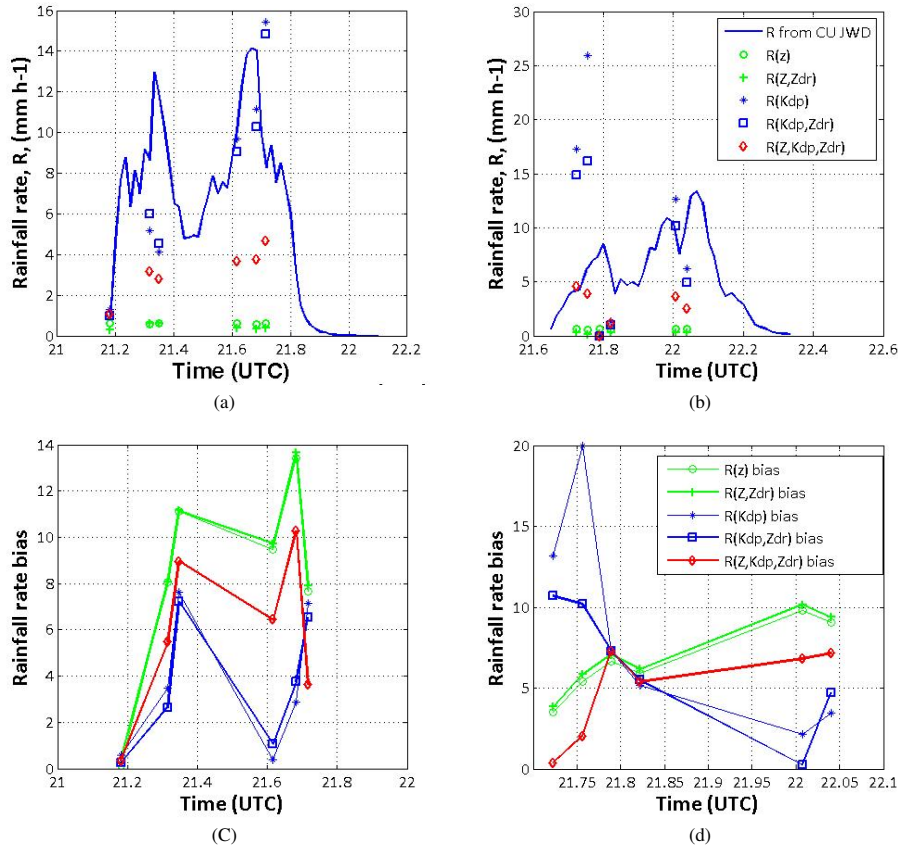 16
14
12
10
8
6
4
2
0
21
21.2
21.4
21.6
21.8
22
22.2
Rainfall rate, R, (mm h-1)
Time (UTC)
(a)
30
25
20
15
10
5
0
21.6
21.8
22
22.2
22.4
22.6
Rainfall rate, R, (mm h-1)
Time (UTC)
R from CU JWD
R(z)
R(Z,Zdr)
R(Kdp)
R(Kdp,Zdr)
R(Z,Kdp,Zdr)
(b)
14
12
10
8
6
4
2
0
21
21.2
21.4
21.6
21.8
22
Rainfall rate bias
Time (UTC)
(C)
20
15
10
5
0
21.75
21.8
21.85
21.9
21.95
22
22.05
Rainfall rate bias
Time (UTC)
R(z) bias
R(Z,Zdr) bias
R(Kdp) bias
R(Kdp,Zdr) bias
R(Z,Kdp,Zdr) bias
(d)